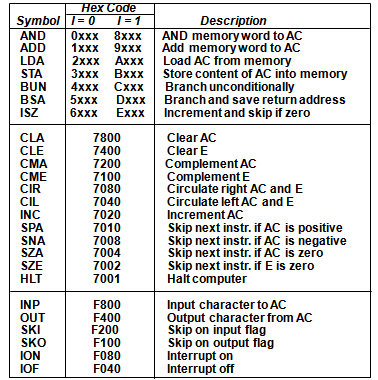 Hex Code
Symbol I = 0 I = 1 Description
AND 0xxx 8xxx AND memory word to AC
ADD 1xxx 9xxx Add memory word to AC
LDA 2xxx Axxx Load AC from memory
STA 3xxx Bxxx Store content of AC into memory
BUN 4xxx Cxxx Branch unconditionally
BSA 5xxx Dxxx Branch and save return address
ISZ 6xxx Exxx Increment and skip if zero
CLA 7800 Clear AC
CLE 7400 Clear E
CMA 7200 Complement AC
CME 7100 Complement E
CIR 7080 Circulate right AC and E
CIL 7040 Circulate left AC and E
INC 7020 Increment AC
SPA 7010 Skip next instr. if AC is positive
SNA 7008 Skip next instr. if AC is negative
SZA 7004 Skip next instr. if AC is zero
SZE 7002 Skip next instr. if E is zero
HLT 7001 Halt computer
INP F800 Input character to AC
OUT F400 Output character from AC
SKI F200 Skip on input flag
SKO F100 Skip on output flag
ION F080 Interrupt on
IOF F040 Interrupt off